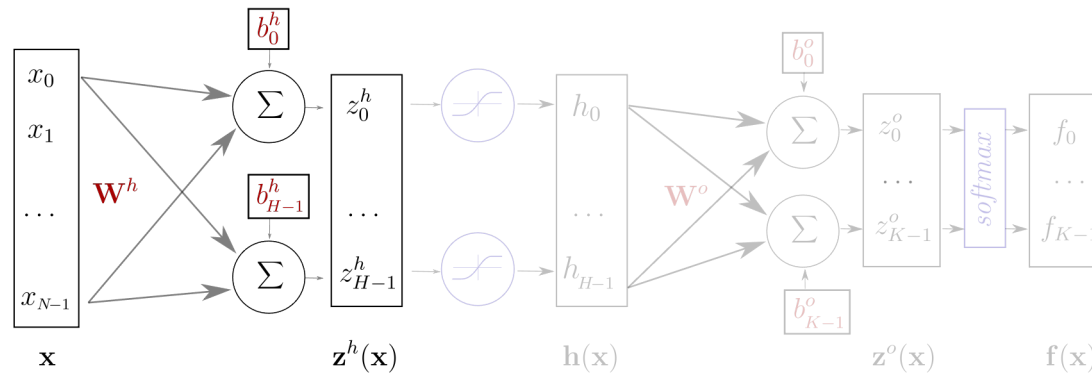 b_0^h
x_0
Σ
z_0^h
h_0
b_0^o
Σ
z_0^o
f_0
x_1
W^h
b_{H-1}^h
W^o
softmax
...
...
...
...
...
Σ
z_{H-1}^h
h_{H-1}
Σ
z_{K-1}^o
f_{K-1}
x_{N-1}
b_{K-1}^o
x
z^h(x)
h(x)
z^o(x)
f(x)